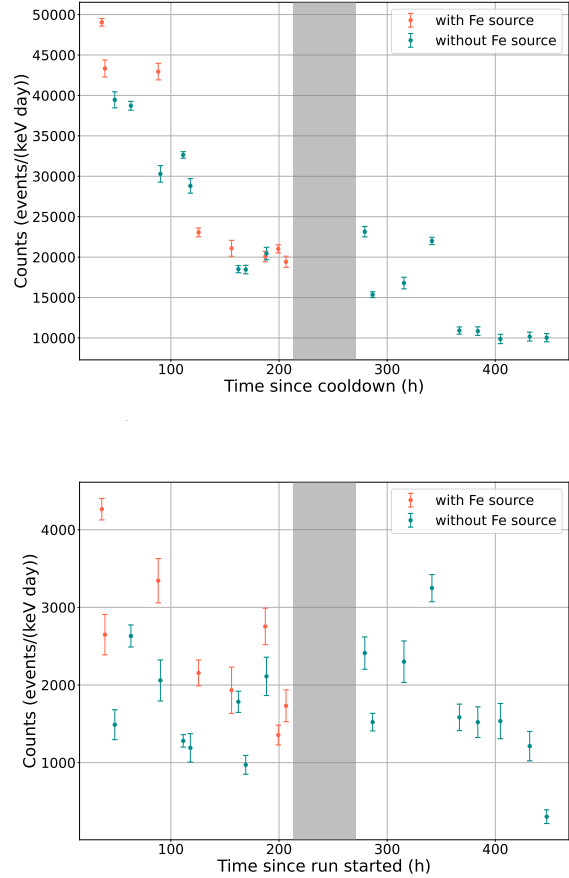 50000
45000
40000
35000
30000
25000
20000
15000
10000
Counts (events/(keV day))
with Fe source
without Fe source
100
200
300
400
Time since cooldown (h)
4000
3000
2000
1000
Counts (events/(keV day))
with Fe source
without Fe source
100
200
300
400
Time since run started (h)